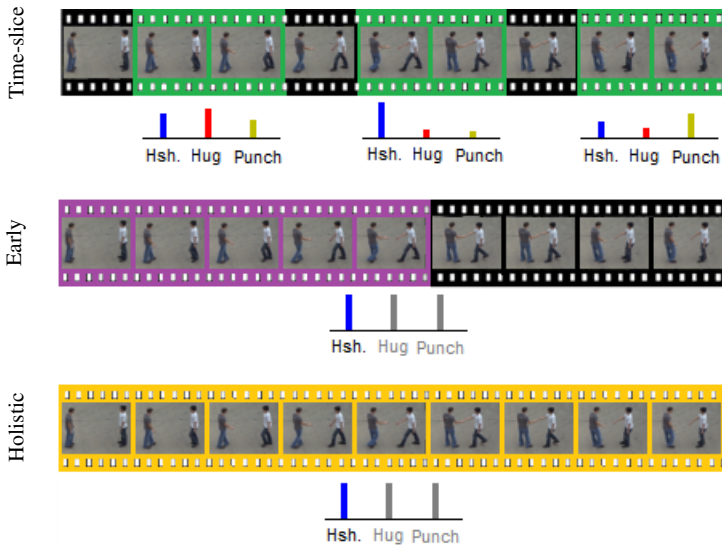 Time-slice
Hsh. Hug Punch Hsh. Hug Punch Hsh. Hug Punch
Early
Hsh. Hug Punch
Holistic
Hsh. Hug Punch